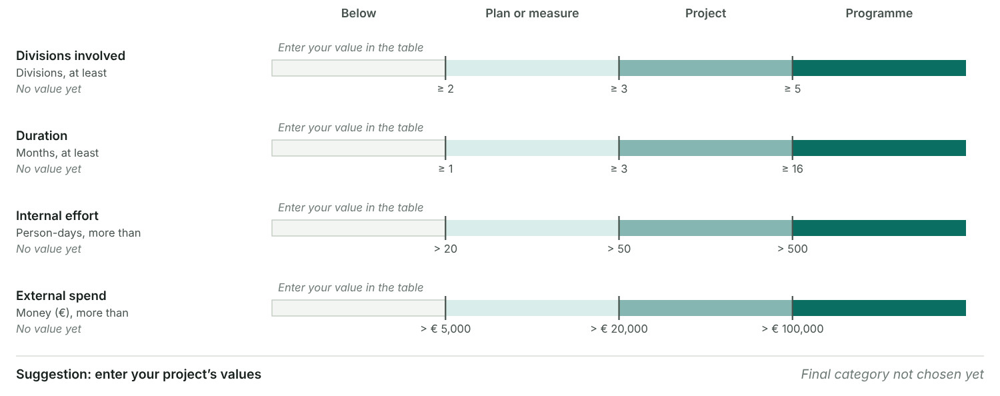 Below Plan or measure Project Programme
Enter your value in the table
Divisions involved
Divisions, at least
No value yet
≥ 2 ≥ 3 ≥ 5
Enter your value in the table
Duration
Months, at least
No value yet
≥ 1 ≥ 3 ≥ 16
Enter your value in the table
Internal effort
Person-days, more than
No value yet
> 20 > 50 > 500
Enter your value in the table
External spend
Money (€), more than
No value yet
> € 5,000 > € 20,000 > € 100,000
Suggestion: enter your project’s values
Final category not chosen yet